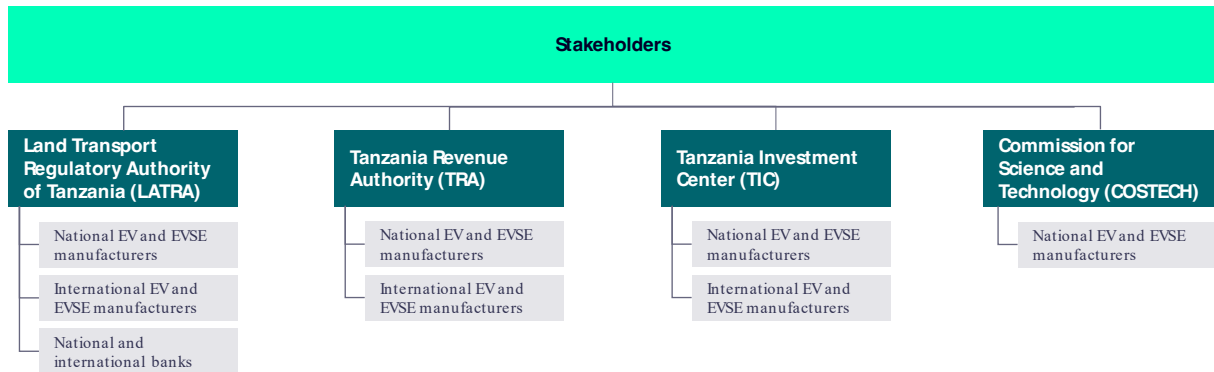 Stakeholders
Land Transport
Regulatory Authority
of Tanzania (LATRA)
National EV and EVSE
manufacturers
International EV and
EVSE manufacturers
National and
international banks
Tanzania Revenue
Authority (TRA)
National EV and EVSE
manufacturers
International EV and
EVSE manufacturers
Tanzania Investment
Center (TIC)
National EV and EVSE
manufacturers
International EV and
EVSE manufacturers
Commission for
Science and
Technology (COSTECH)
National EV and EVSE
manufacturers